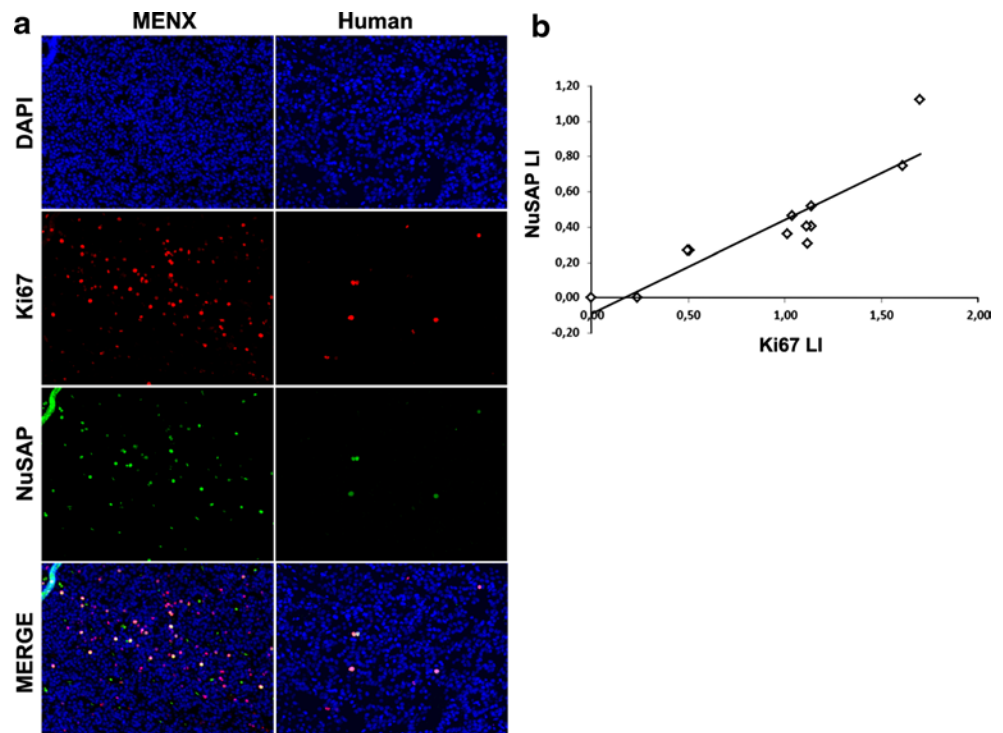 a
MENX
Human
DAPI
Ki67
NuSAP
MERGE
b
1,20
1,00
0,80
0,60
0,40
0,20
0,00
-0,20
NuSAP LI
0,00
0,50
1,00
1,50
2,00
Ki67 LI